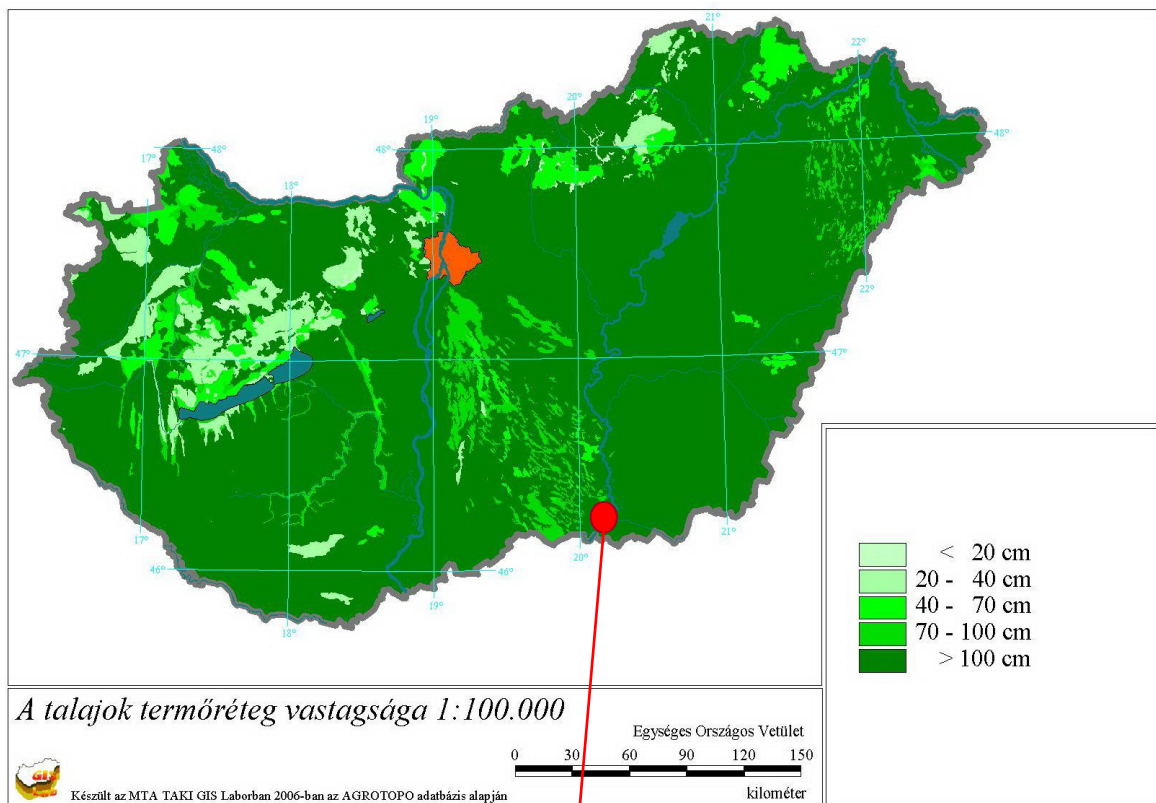 21°
22°
20°
19°
48°
48°
17°
48°
18°
22°
47°
47°
17°
21°
20°
46°
46°
19°
18°
< 20 cm
20 - 40 cm
40 - 70 cm
70 - 100 cm
> 100 cm
A talajok termőréteg vastagsága 1:100.000
Egységes Országos Vetület
0 30 60 90 120 150
kilométer
GIS
Készült az MTA TAKI GIS Laborban 2006-ban az AGROTOPO adatbázis alapján